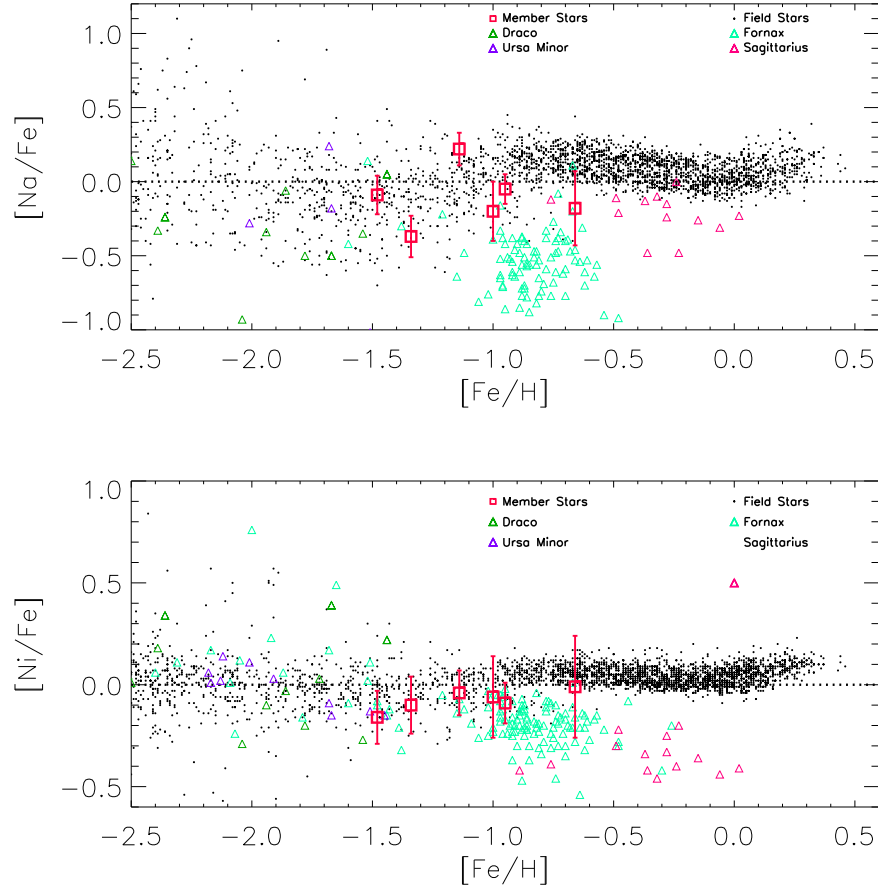 Member Stars
Field Stars
Draco
Fornax
Ursa Minor
Sagittarius
1.0
0.5
0.0
−0.5
−1.0
[Na/Fe]
−2.5
−2.0
−1.5
−1.0
−0.5
0.0
0.5
[Fe/H]
Member Stars
Field Stars
Draco
Fornax
Ursa Minor
Sagittarius
1.0
0.5
0.0
−0.5
[Ni/Fe]
−2.5
−2.0
−1.5
−1.0
−0.5
0.0
0.5
[Fe/H]